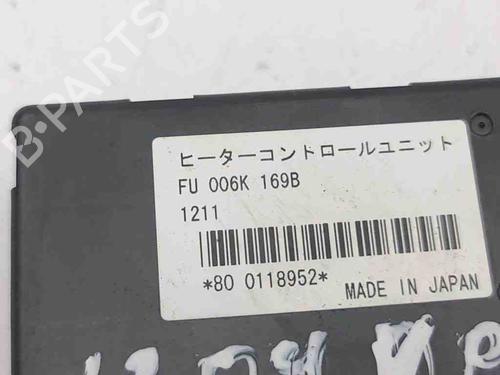 B-PARTS
ヒーターコントロールユニット
FU 006K 169B
1211
*80 0118952*
MADE IN JAPAN